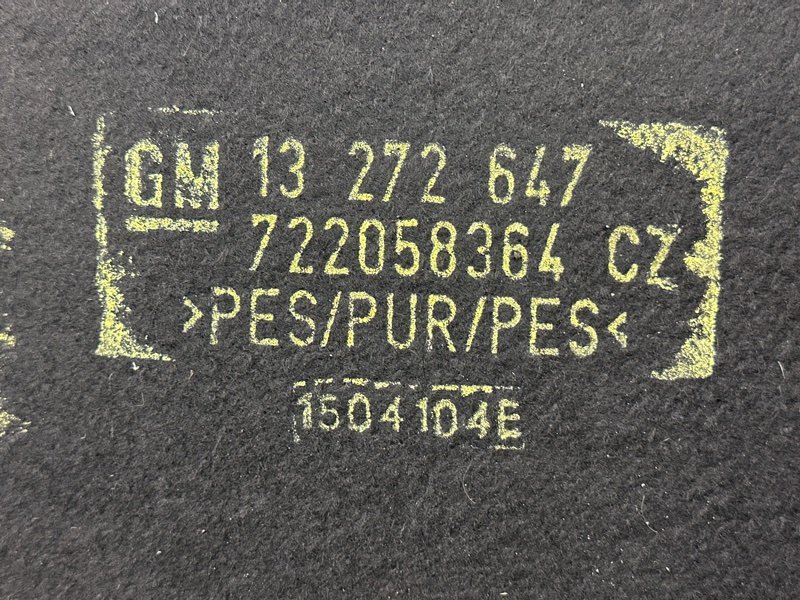 GM 13 272 647
722058364 CZ
>PES/PUR/PES<
1504104E